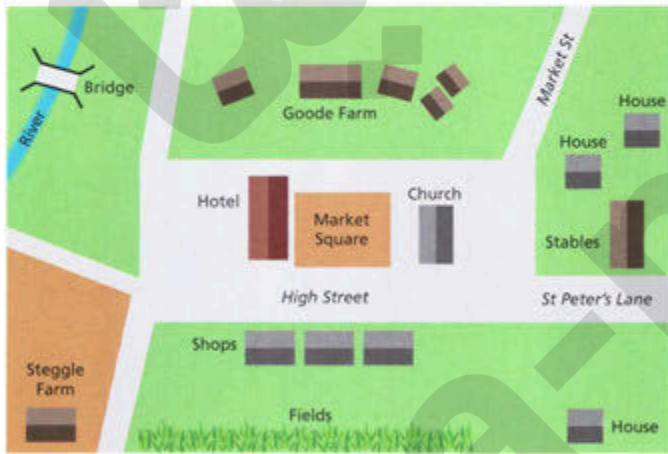 Market St
Bridge
River
Goode Farm
House
House
Hotel
Market
Square
Church
Stables
High Street
St Peter's Lane
Shops
Steggle
Farm
Fields
House